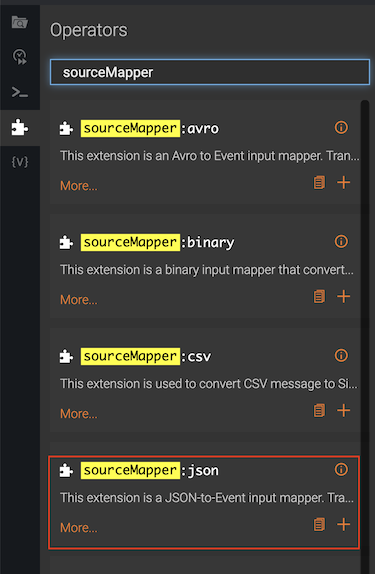 Operators
sourceMapper
sourceMapper:avro
This extension is an Avro to Event input mapper. Tran...
More...
sourceMapper:binary
This extension is a binary input mapper that convert...
More...
sourceMapper:csv
This extension is used to convert CSV message to Si...
More...
sourceMapper:json
This extension is a JSON-to-Event input mapper. Tra...
More...
{V}